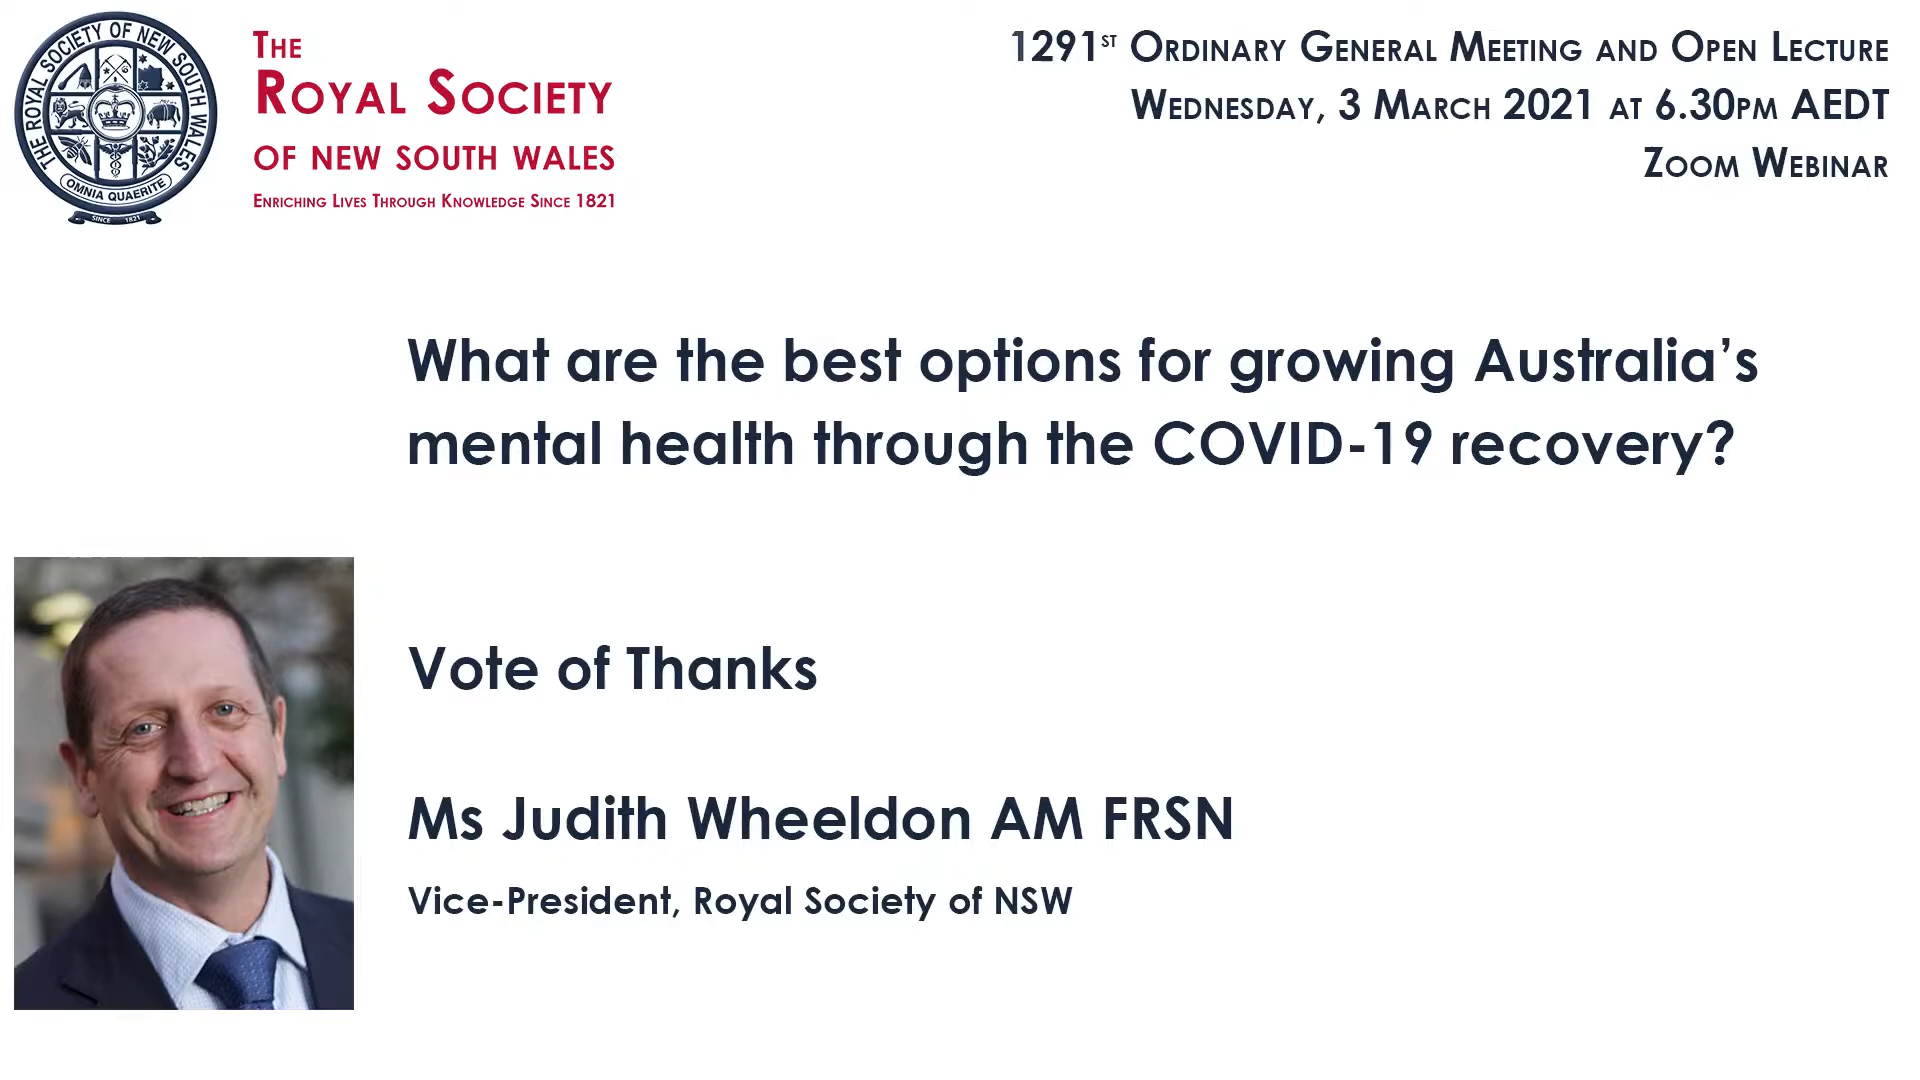 THE ROYAL SOCIETY OF NEW SOUTH WALES
OMNIA QUAERITE
SINCE 1821
THE
ROYAL SOCIETY
OF NEW SOUTH WALES
ENRICHING LIVES THROUGH KNOWLEDGE SINCE 1821
1291ST ORDINARY GENERAL MEETING AND OPEN LECTURE
WEDNESDAY, 3 MARCH 2021 AT 6.30PM AEDT
ZOOM WEBINAR
What are the best options for growing Australia’s
mental health through the COVID-19 recovery?
Vote of Thanks
Ms Judith Wheeldon AM FRSN
Vice-President, Royal Society of NSW